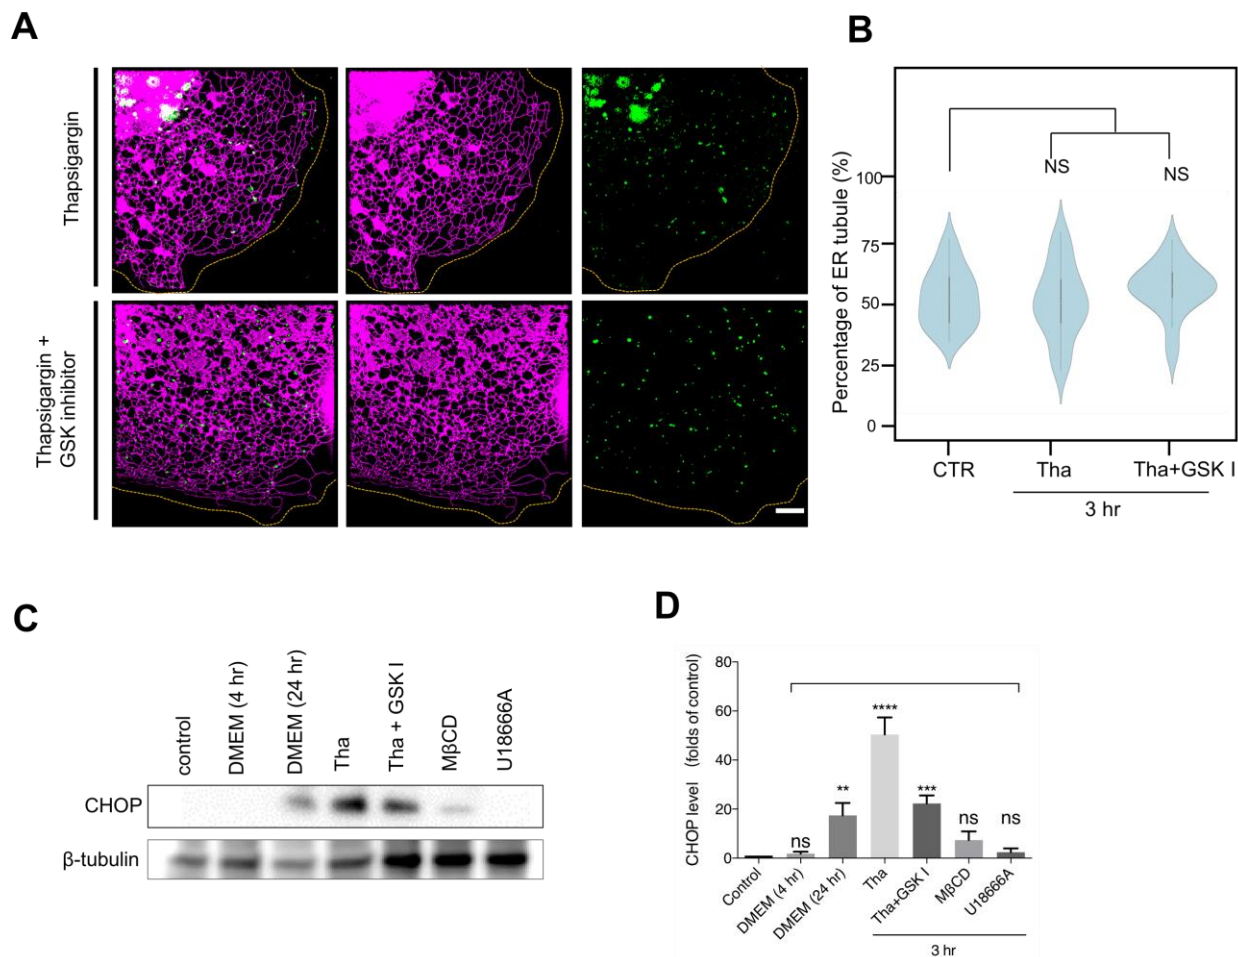 A
Thapsigargin
Thapsigargin +
GSK inhibitor
B
Percentage of ER tubule (%)
100
75
50
25
0
NS
NS
CTR
Tha
Tha+GSK I
3 hr
C
control
DMEM (4 hr)
DMEM (24 hr)
Tha
Tha + GSK I
MβCD
U18666A
CHOP
β-tubulin
D
CHOP level (folds of control)
80
60
40
20
0
ns
**
****
***
ns
ns
Control
DMEM (4 hr)
DMEM (24 hr)
Tha
Tha+GSK I
MβCD
U18666A
3 hr